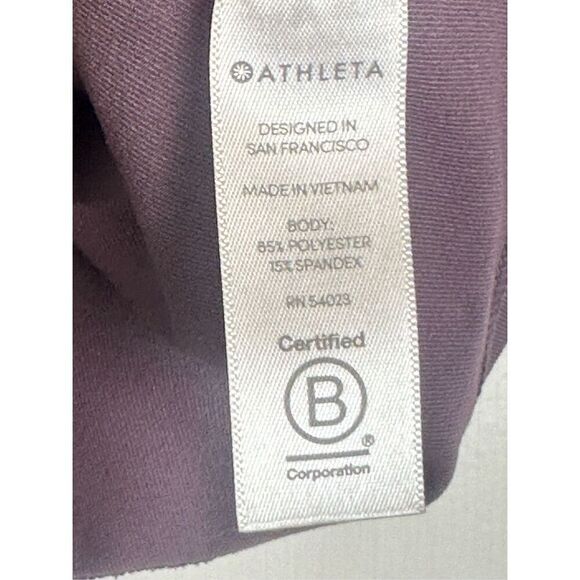 ATHLETA
DESIGNED IN
SAN FRANCISCO
MADE IN VIETNAM
BODY:
85% POLYESTER
15% SPANDEX
RN 54023
Certified
B
®
Corporation